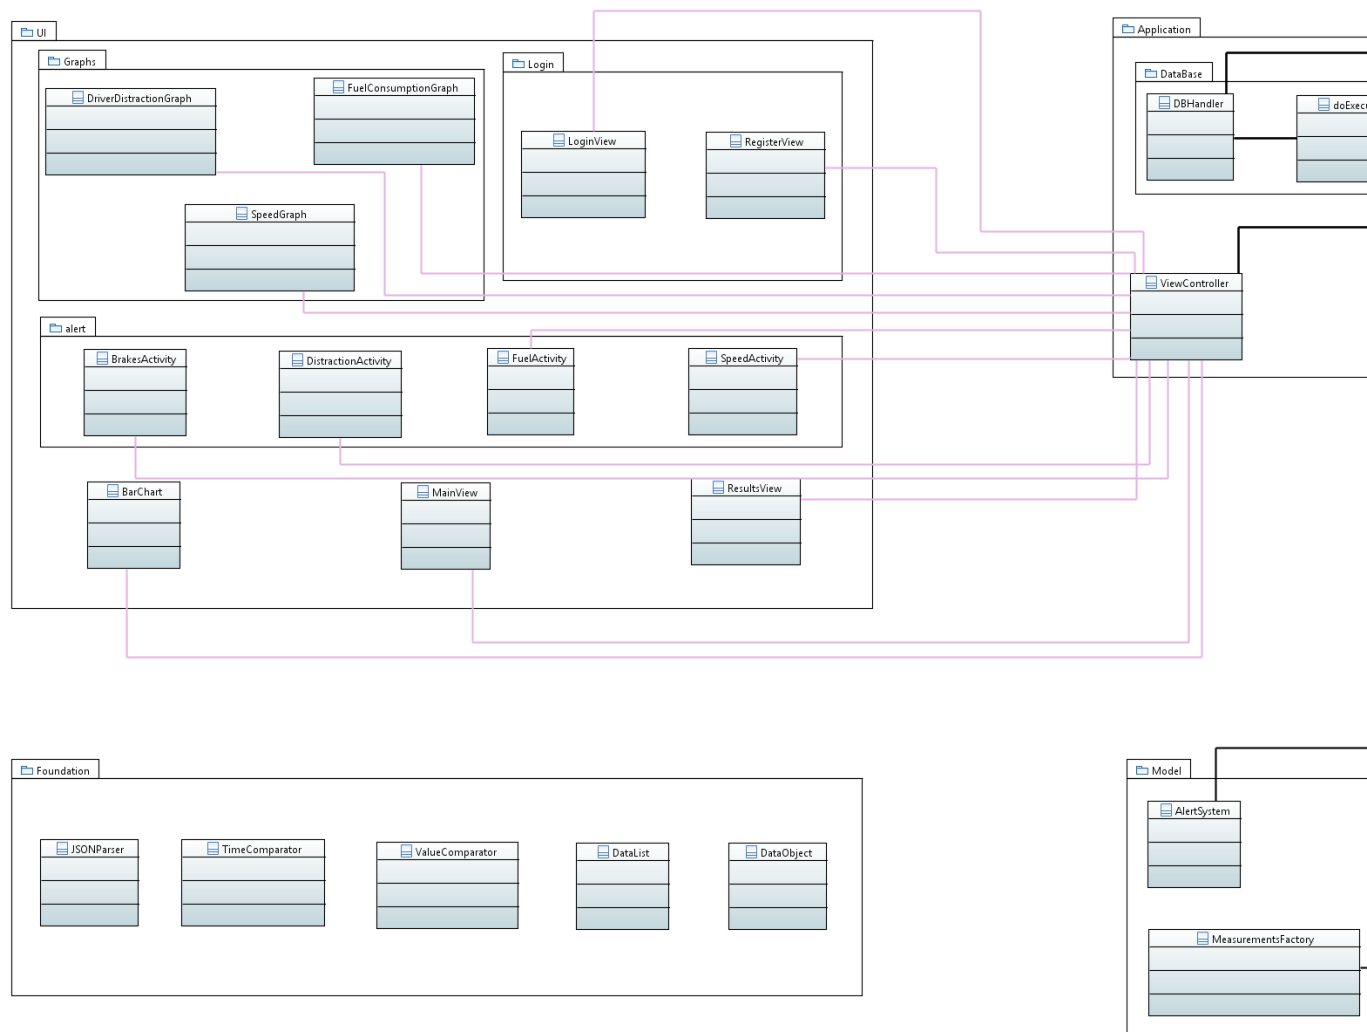 UI
Graphs
DriverDistractionGraph
FuelConsumptionGraph
SpeedGraph
Login
LoginView
RegisterView
alert
BrakesActivity
DistractionActivity
FuelActivity
SpeedActivity
BarChart
MainView
ResultsView
Application
DataBase
DBHandler
doExecu
ViewController
Foundation
JSONParser
TimeComparator
ValueComparator
DataList
DataObject
Model
AlertSystem
MeasurementsFactory